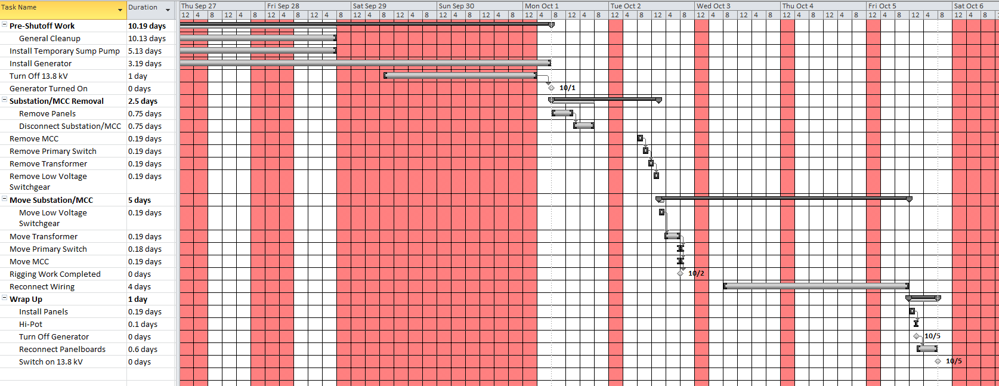 Task Name Duration Thu Sep 27 Fri Sep 28 Sat Sep 29 Sun Sep 30 Mon Oct 1 Tue Oct 2 Wed Oct 3 Thu Oct 4 Fri Oct 5 Sat Oct 6
12 4 8 12 4 8 12 4 8 12 4 8 12 4 8 12 4 8 12 4 8 12 4 8 12 4 8 12 4 8 12 4 8 12 4 8 12 4 8 12 4 8 12 4 8 12 4 8 12 4 8 12 4 8 12 4 8
Pre-Shutoff Work 10.19 days
General Cleanup 10.13 days
Install Temporary Sump Pump 5.13 days
Install Generator 3.19 days
Turn Off 13.8 kV 1 day
Generator Turned On 0 days 10/1
Substation/MCC Removal 2.5 days
Remove Panels 0.75 days
Disconnect Substation/MCC 0.75 days
Remove MCC 0.19 days
Remove Primary Switch 0.19 days
Remove Transformer 0.19 days
Remove Low Voltage 0.19 days
Switchgear
Move Substation/MCC 5 days
Move Low Voltage 0.19 days
Switchgear
Move Transformer 0.19 days
Move Primary Switch 0.18 days
Move MCC 0.19 days
Rigging Work Completed 0 days 10/2
Reconnect Wiring 4 days
Wrap Up 1 day
Install Panels 0.19 days
Hi-Pot 0.1 days
Turn Off Generator 0 days 10/5
Reconnect Panelboards 0.6 days
Switch on 13.8 kV 0 days 10/5